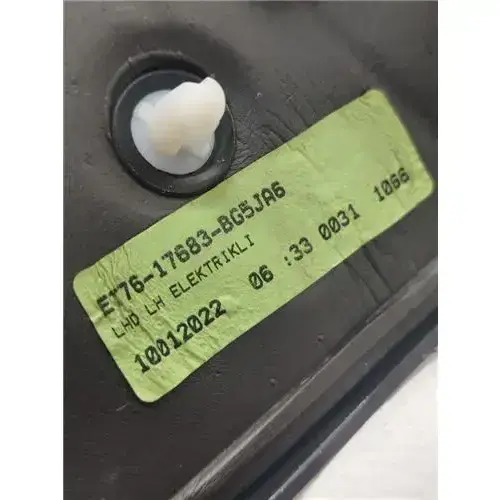 ET76-17683-BG5JA6
LHD LH ELEKTRIKLI
10012022 06:33 0031 1066